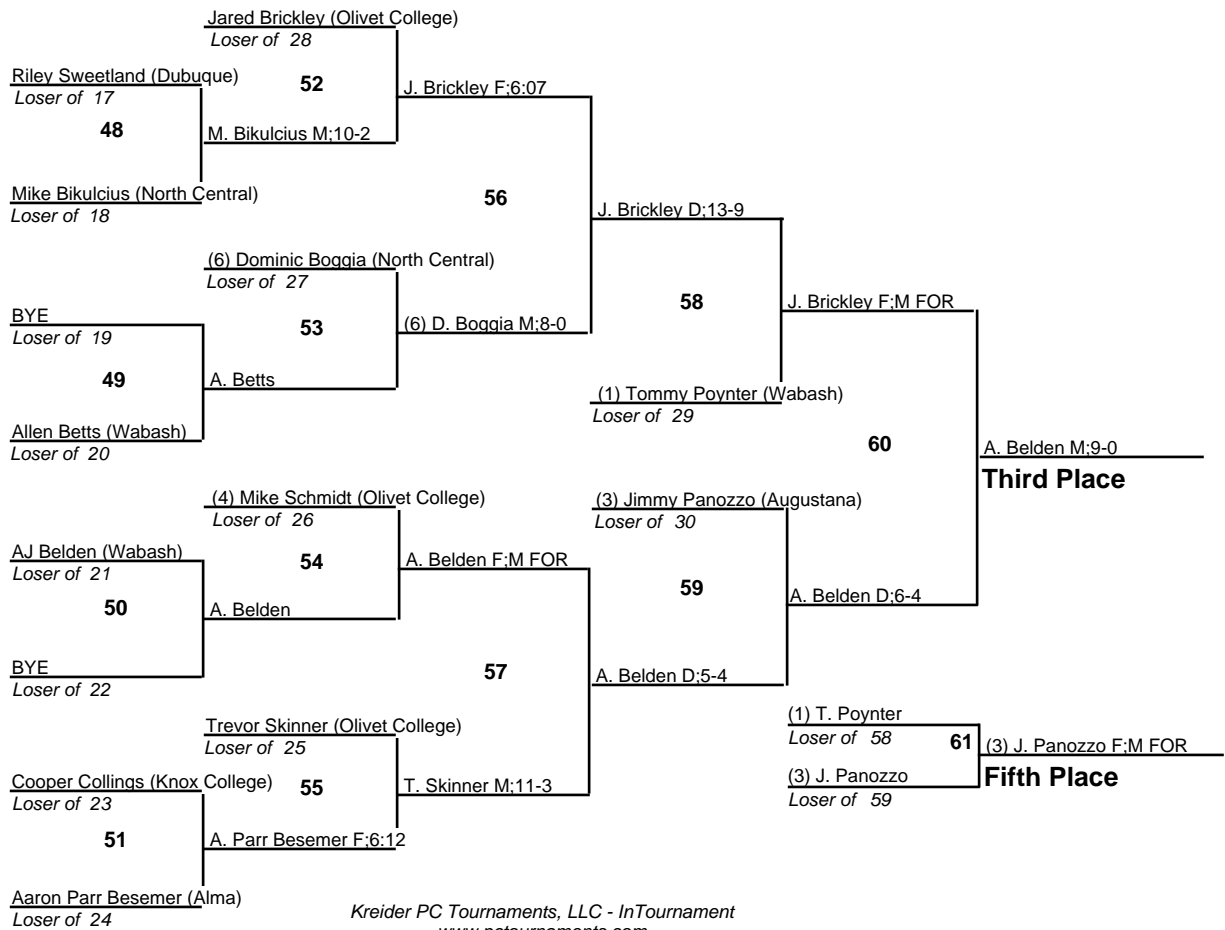 Jared Brickley (Olivet College)
Loser of 28
Riley Sweetland (Dubuque)
Loser of 17
52
J. Brickley F;6:07
48
M. Bikulcius M;10-2
Mike Bikulcius (North Central)
Loser of 18
56
J. Brickley D;13-9
(6) Dominic Boggia (North Central)
Loser of 27
BYE
Loser of 19
53
(6) D. Boggia M;8-0
58
J. Brickley F;M FOR
49
A. Betts
(1) Tommy Poynter (Wabash)
Loser of 29
Allen Betts (Wabash)
Loser of 20
60
A. Belden M;9-0
Third Place
(4) Mike Schmidt (Olivet College)
Loser of 26
(3) Jimmy Panozzo (Augustana)
Loser of 30
AJ Belden (Wabash)
Loser of 21
54
A. Belden F;M FOR
59
A. Belden D;6-4
50
A. Belden
BYE
Loser of 22
57
A. Belden D;5-4
Trevor Skinner (Olivet College)
Loser of 25
(1) T. Poynter
Loser of 58
61
(3) J. Panozzo F;M FOR
Fifth Place
(3) J. Panozzo
Loser of 59
Cooper Collings (Knox College)
Loser of 23
55
T. Skinner M;11-3
51
A. Parr Besemer F;6:12
Aaron Parr Besemer (Alma)
Loser of 24
Kreider PC Tournaments, LLC - InTournament
www.pctournaments.com